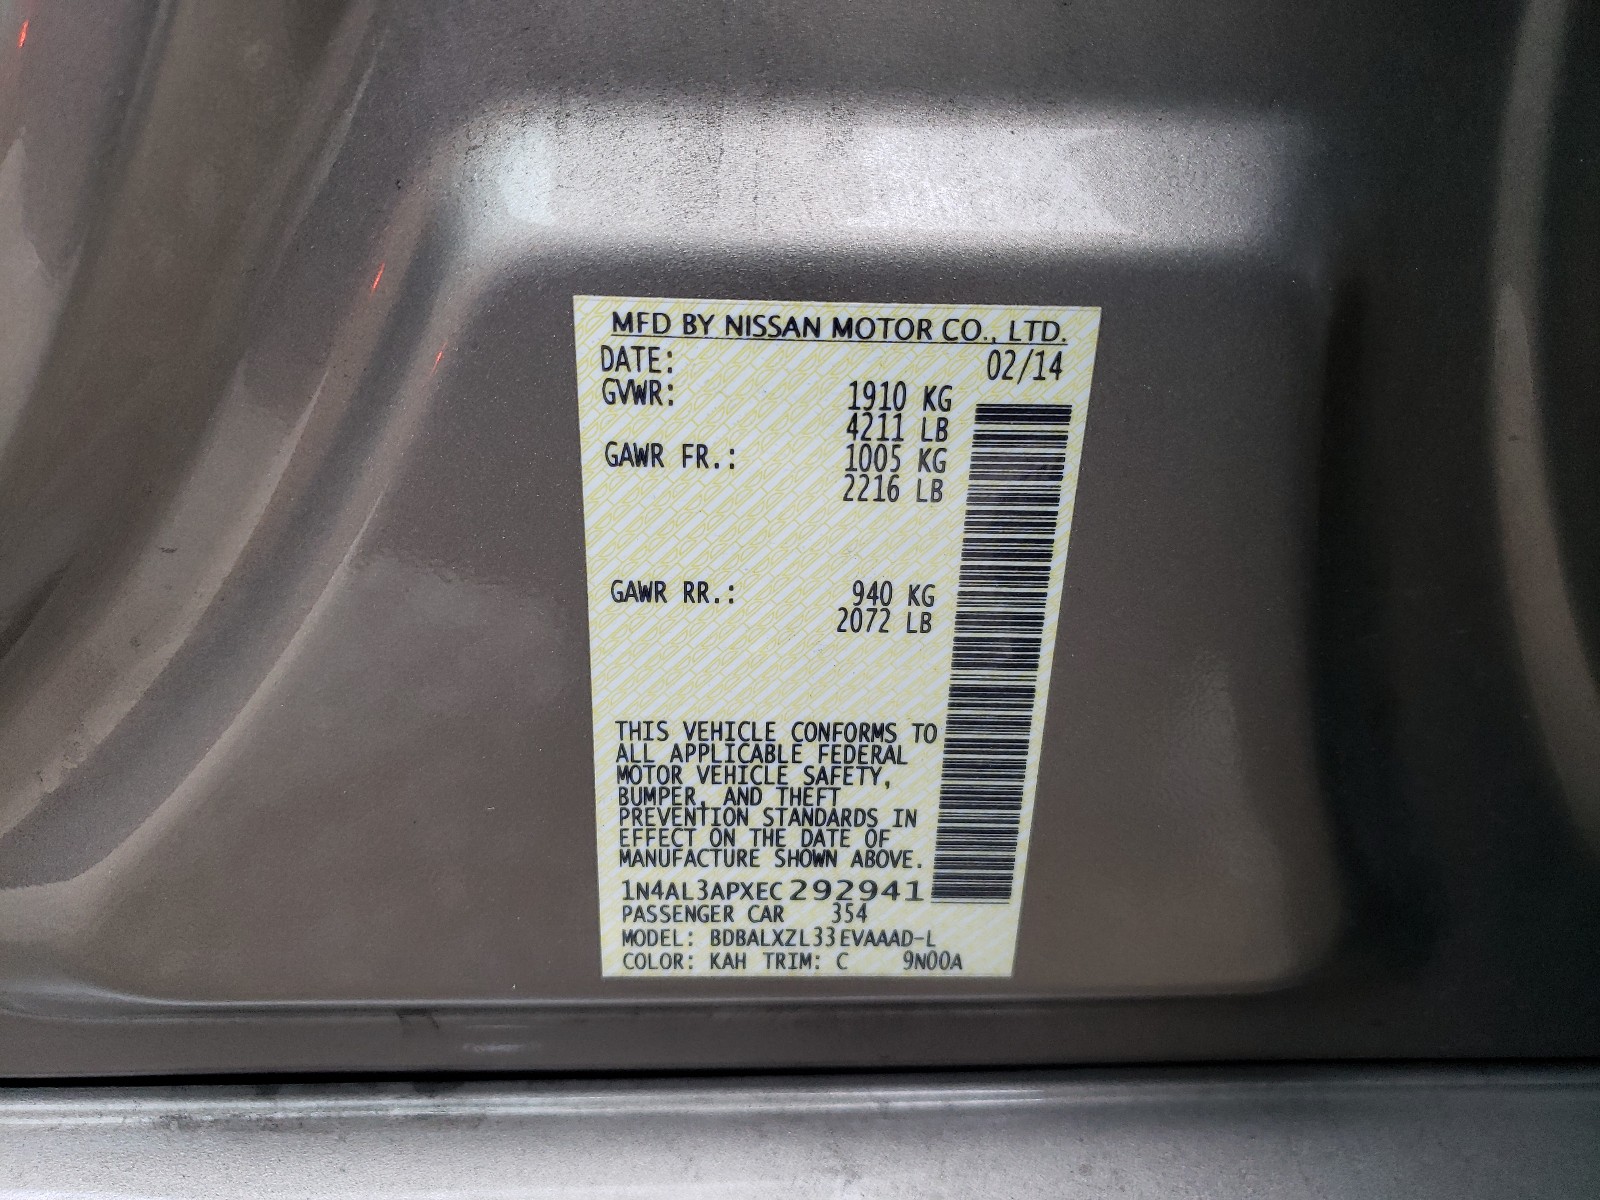 MFD BY NISSAN MOTOR CO., LTD.
DATE: 02/14
GVWR: 1910 KG
4211 LB
GAWR FR.: 1005 KG
2216 LB
GAWR RR.: 940 KG
2072 LB
THIS VEHICLE CONFORMS TO
ALL APPLICABLE FEDERAL
MOTOR VEHICLE SAFETY,
BUMPER, AND THEFT
PREVENTION STANDARDS IN
EFFECT ON THE DATE OF
MANUFACTURE SHOWN ABOVE.
1N4AL3APXEC292941
PASSENGER CAR 354
MODEL: BDBALXZL33EVAAAD-L
COLOR: KAH TRIM: C 9N00A